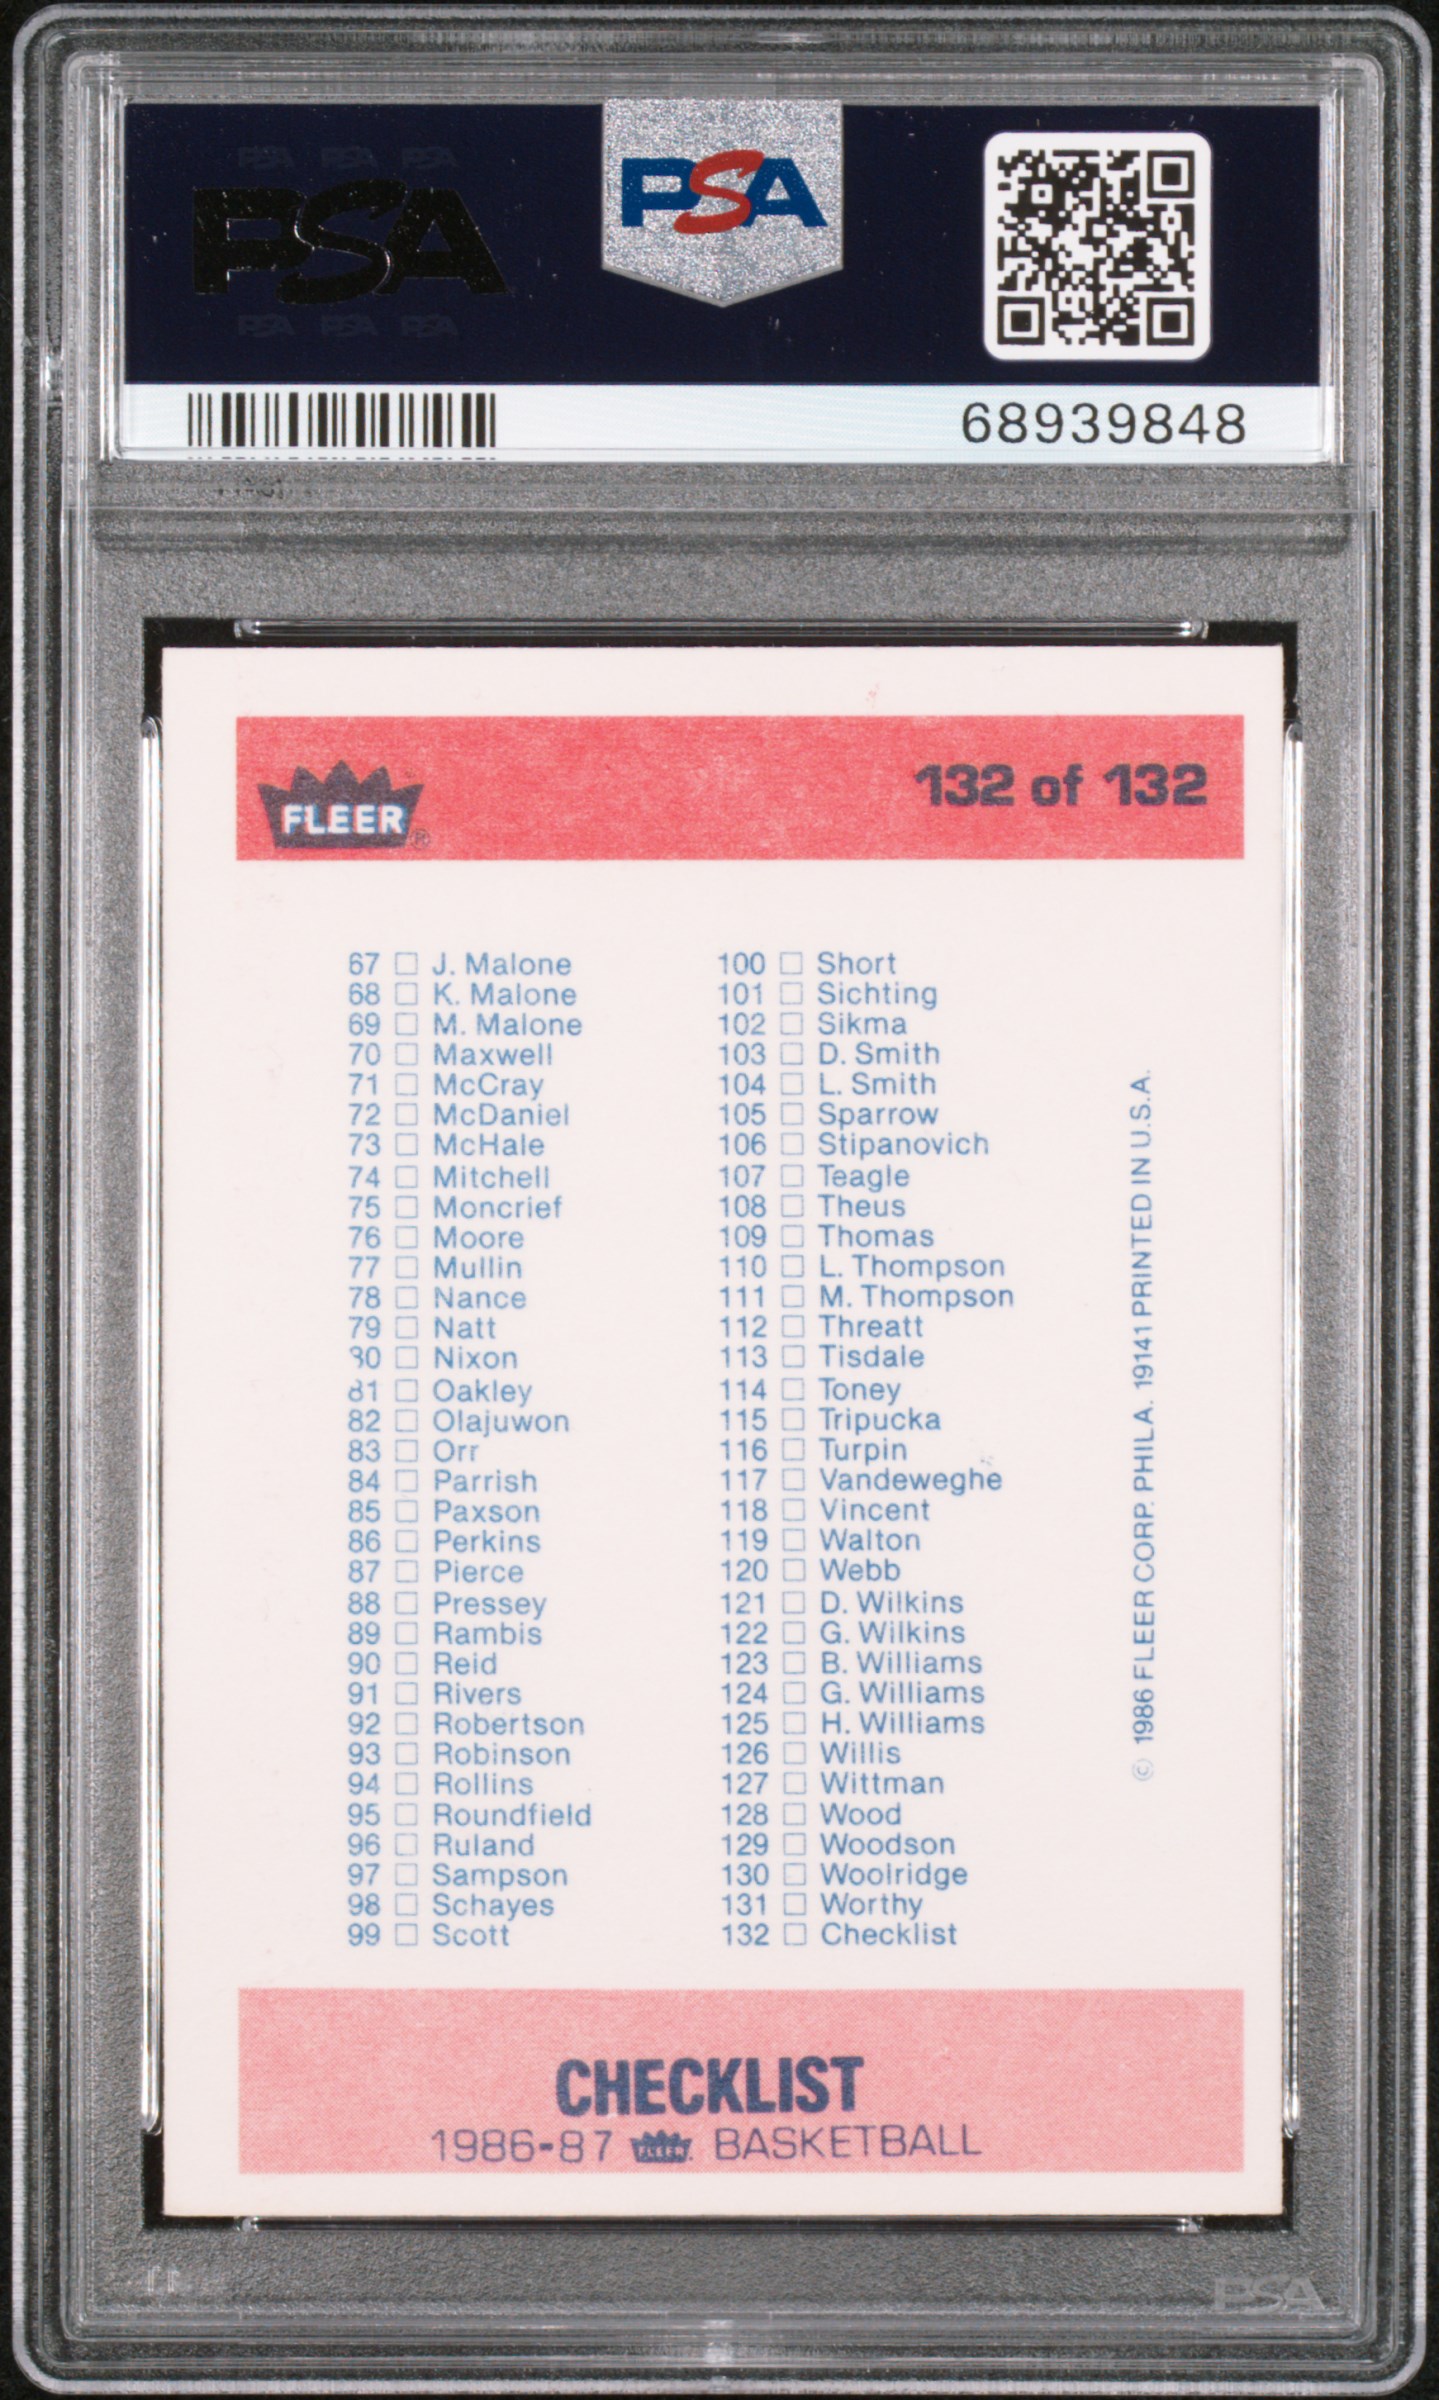 PSA PSA PSA
PSA
PSA PSA PSA
PSA
68939848
FLEER®
132 of 132
67 □ J. Malone
68 □ K. Malone
69 □ M. Malone
70 □ Maxwell
71 □ McCray
72 □ McDaniel
73 □ McHale
74 □ Mitchell
75 □ Moncrief
76 □ Moore
77 □ Mullin
78 □ Nance
79 □ Natt
80 □ Nixon
81 □ Oakley
82 □ Olajuwon
83 □ Orr
84 □ Parrish
85 □ Paxson
86 □ Perkins
87 □ Pierce
88 □ Pressey
89 □ Rambis
90 □ Reid
91 □ Rivers
92 □ Robertson
93 □ Robinson
94 □ Rollins
95 □ Roundfield
96 □ Ruland
97 □ Sampson
98 □ Schayes
99 □ Scott
100 □ Short
101 □ Sichting
102 □ Sikma
103 □ D. Smith
104 □ L. Smith
105 □ Sparrow
106 □ Stipanovich
107 □ Teagle
108 □ Theus
109 □ Thomas
110 □ L. Thompson
111 □ M. Thompson
112 □ Threatt
113 □ Tisdale
114 □ Toney
115 □ Tripucka
116 □ Turpin
117 □ Vandeweghe
118 □ Vincent
119 □ Walton
120 □ Webb
121 □ D. Wilkins
122 □ G. Wilkins
123 □ B. Williams
124 □ G. Williams
125 □ H. Williams
126 □ Willis
127 □ Wittman
128 □ Wood
129 □ Woodson
130 □ Woolridge
131 □ Worthy
132 □ Checklist
© 1986 FLEER CORP. PHILA. 19141 PRINTED IN U.S.A.
CHECKLIST
1986-87 FLEER BASKETBALL
PSA